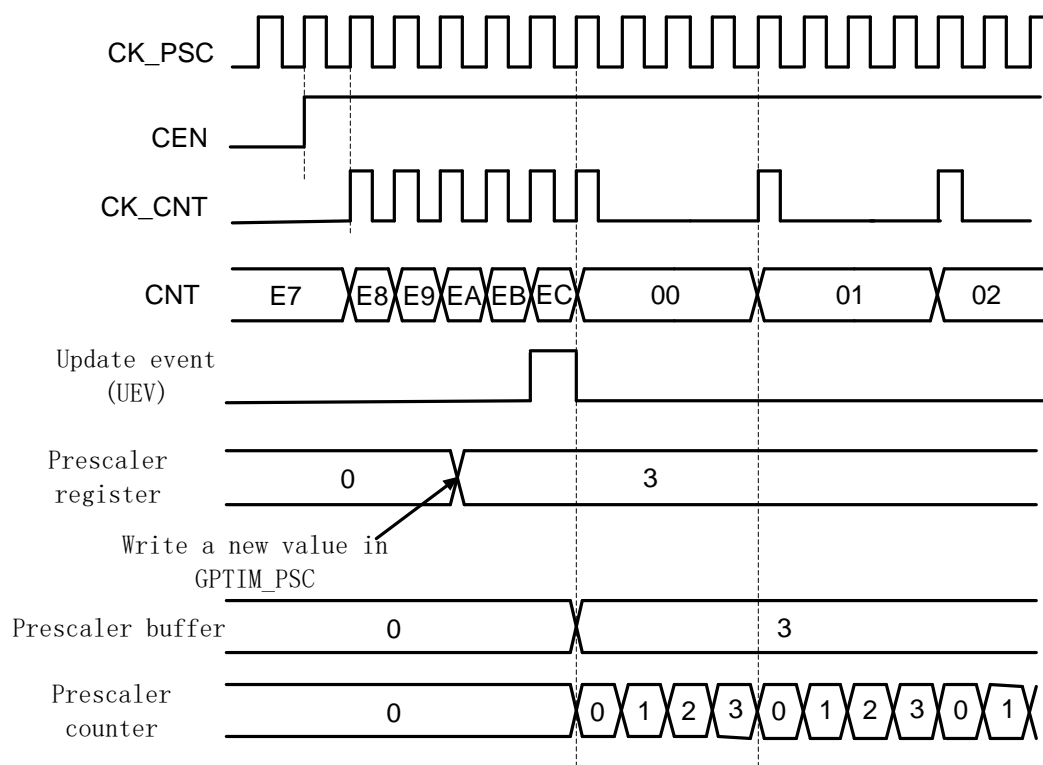 CK_PSC
CEN
CK_CNT
CNT
E7 E8 E9 EA EB EC 00 01 02
Update event
(UEV)
Prescaler
register
0 3
Write a new value in
GPTIM_PSC
Prescaler buffer
0 3
Prescaler
counter
0 0 1 2 3 0 1 2 3 0 1